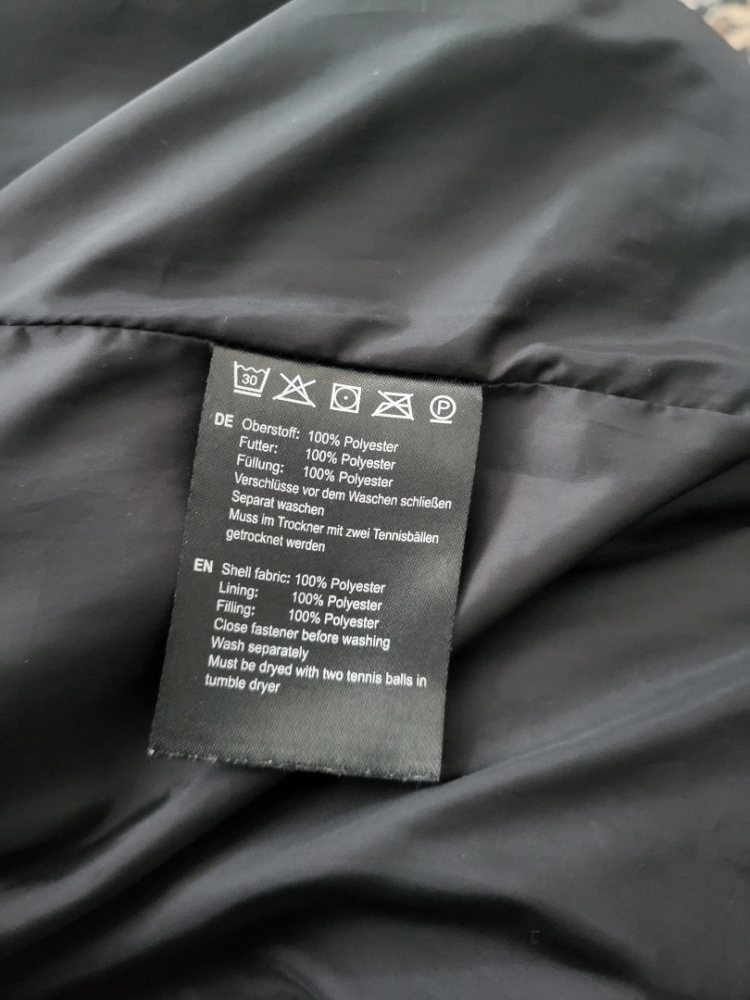 30 P
DE Oberstoff: 100% Polyester
Futter: 100% Polyester
Füllung: 100% Polyester
Verschlüsse vor dem Waschen schließen
Separat waschen
Muss im Trockner mit zwei Tennisbällen
getrocknet werden
EN Shell fabric: 100% Polyester
Lining: 100% Polyester
Filling: 100% Polyester
Close fastener before washing
Wash separately
Must be dryed with two tennis balls in
tumble dryer